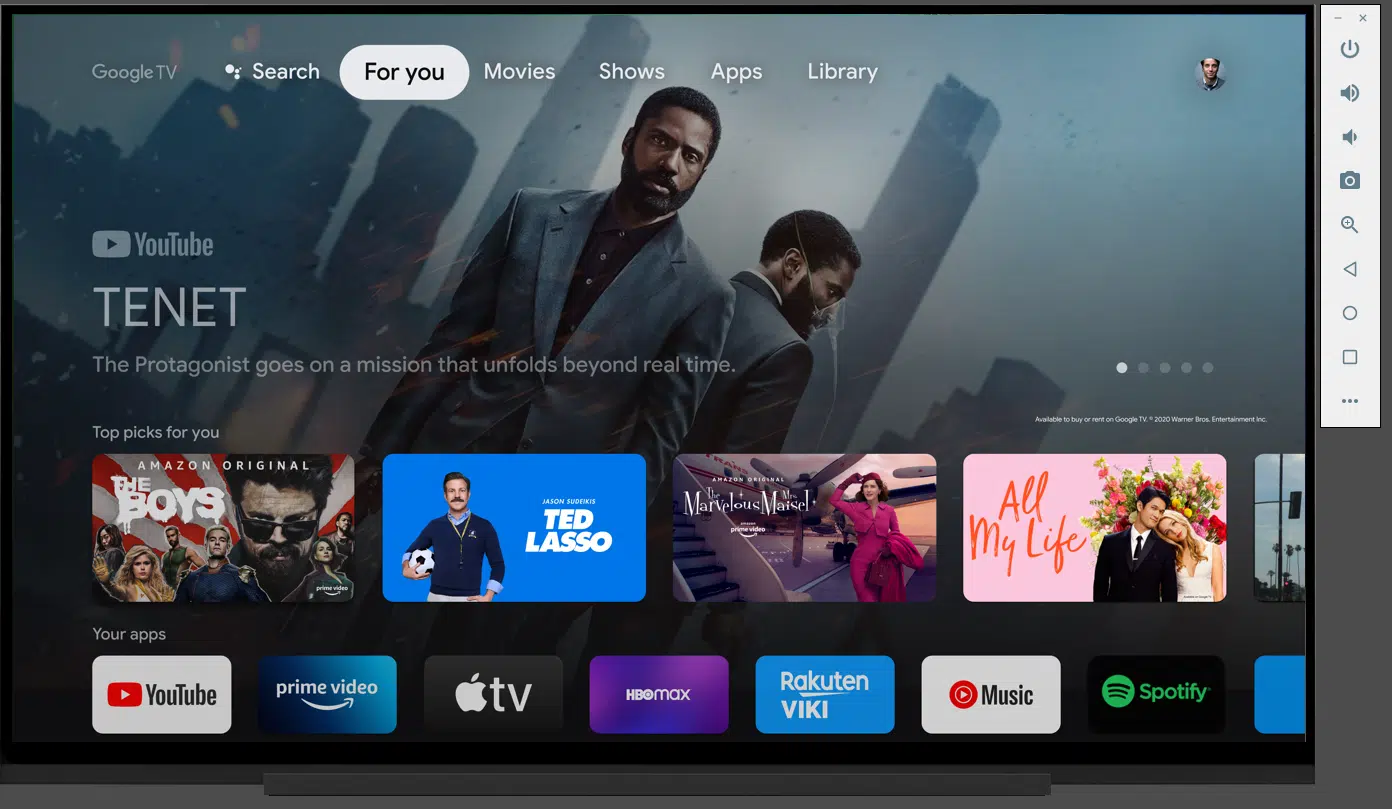 Google TV
Search
For you
Movies
Shows
Apps
Library
YouTube
TENET
The Protagonist goes on a mission that unfolds beyond real time.
Available to buy or rent on Google TV. © 2020 Warner Bros. Entertainment Inc.
Top picks for you
AMAZON ORIGINAL
THE
BOYS
prime video
JASON SUDEIKIS
TED
LASSO
TRANS
AMAZON ORIGINAL
The Marvelous Mrs. Maisel
amazon
prime video
All
My Life
Your apps
YouTube
prime video
tv
HBOmax
Rakuten
VIKI
Music
Spotify